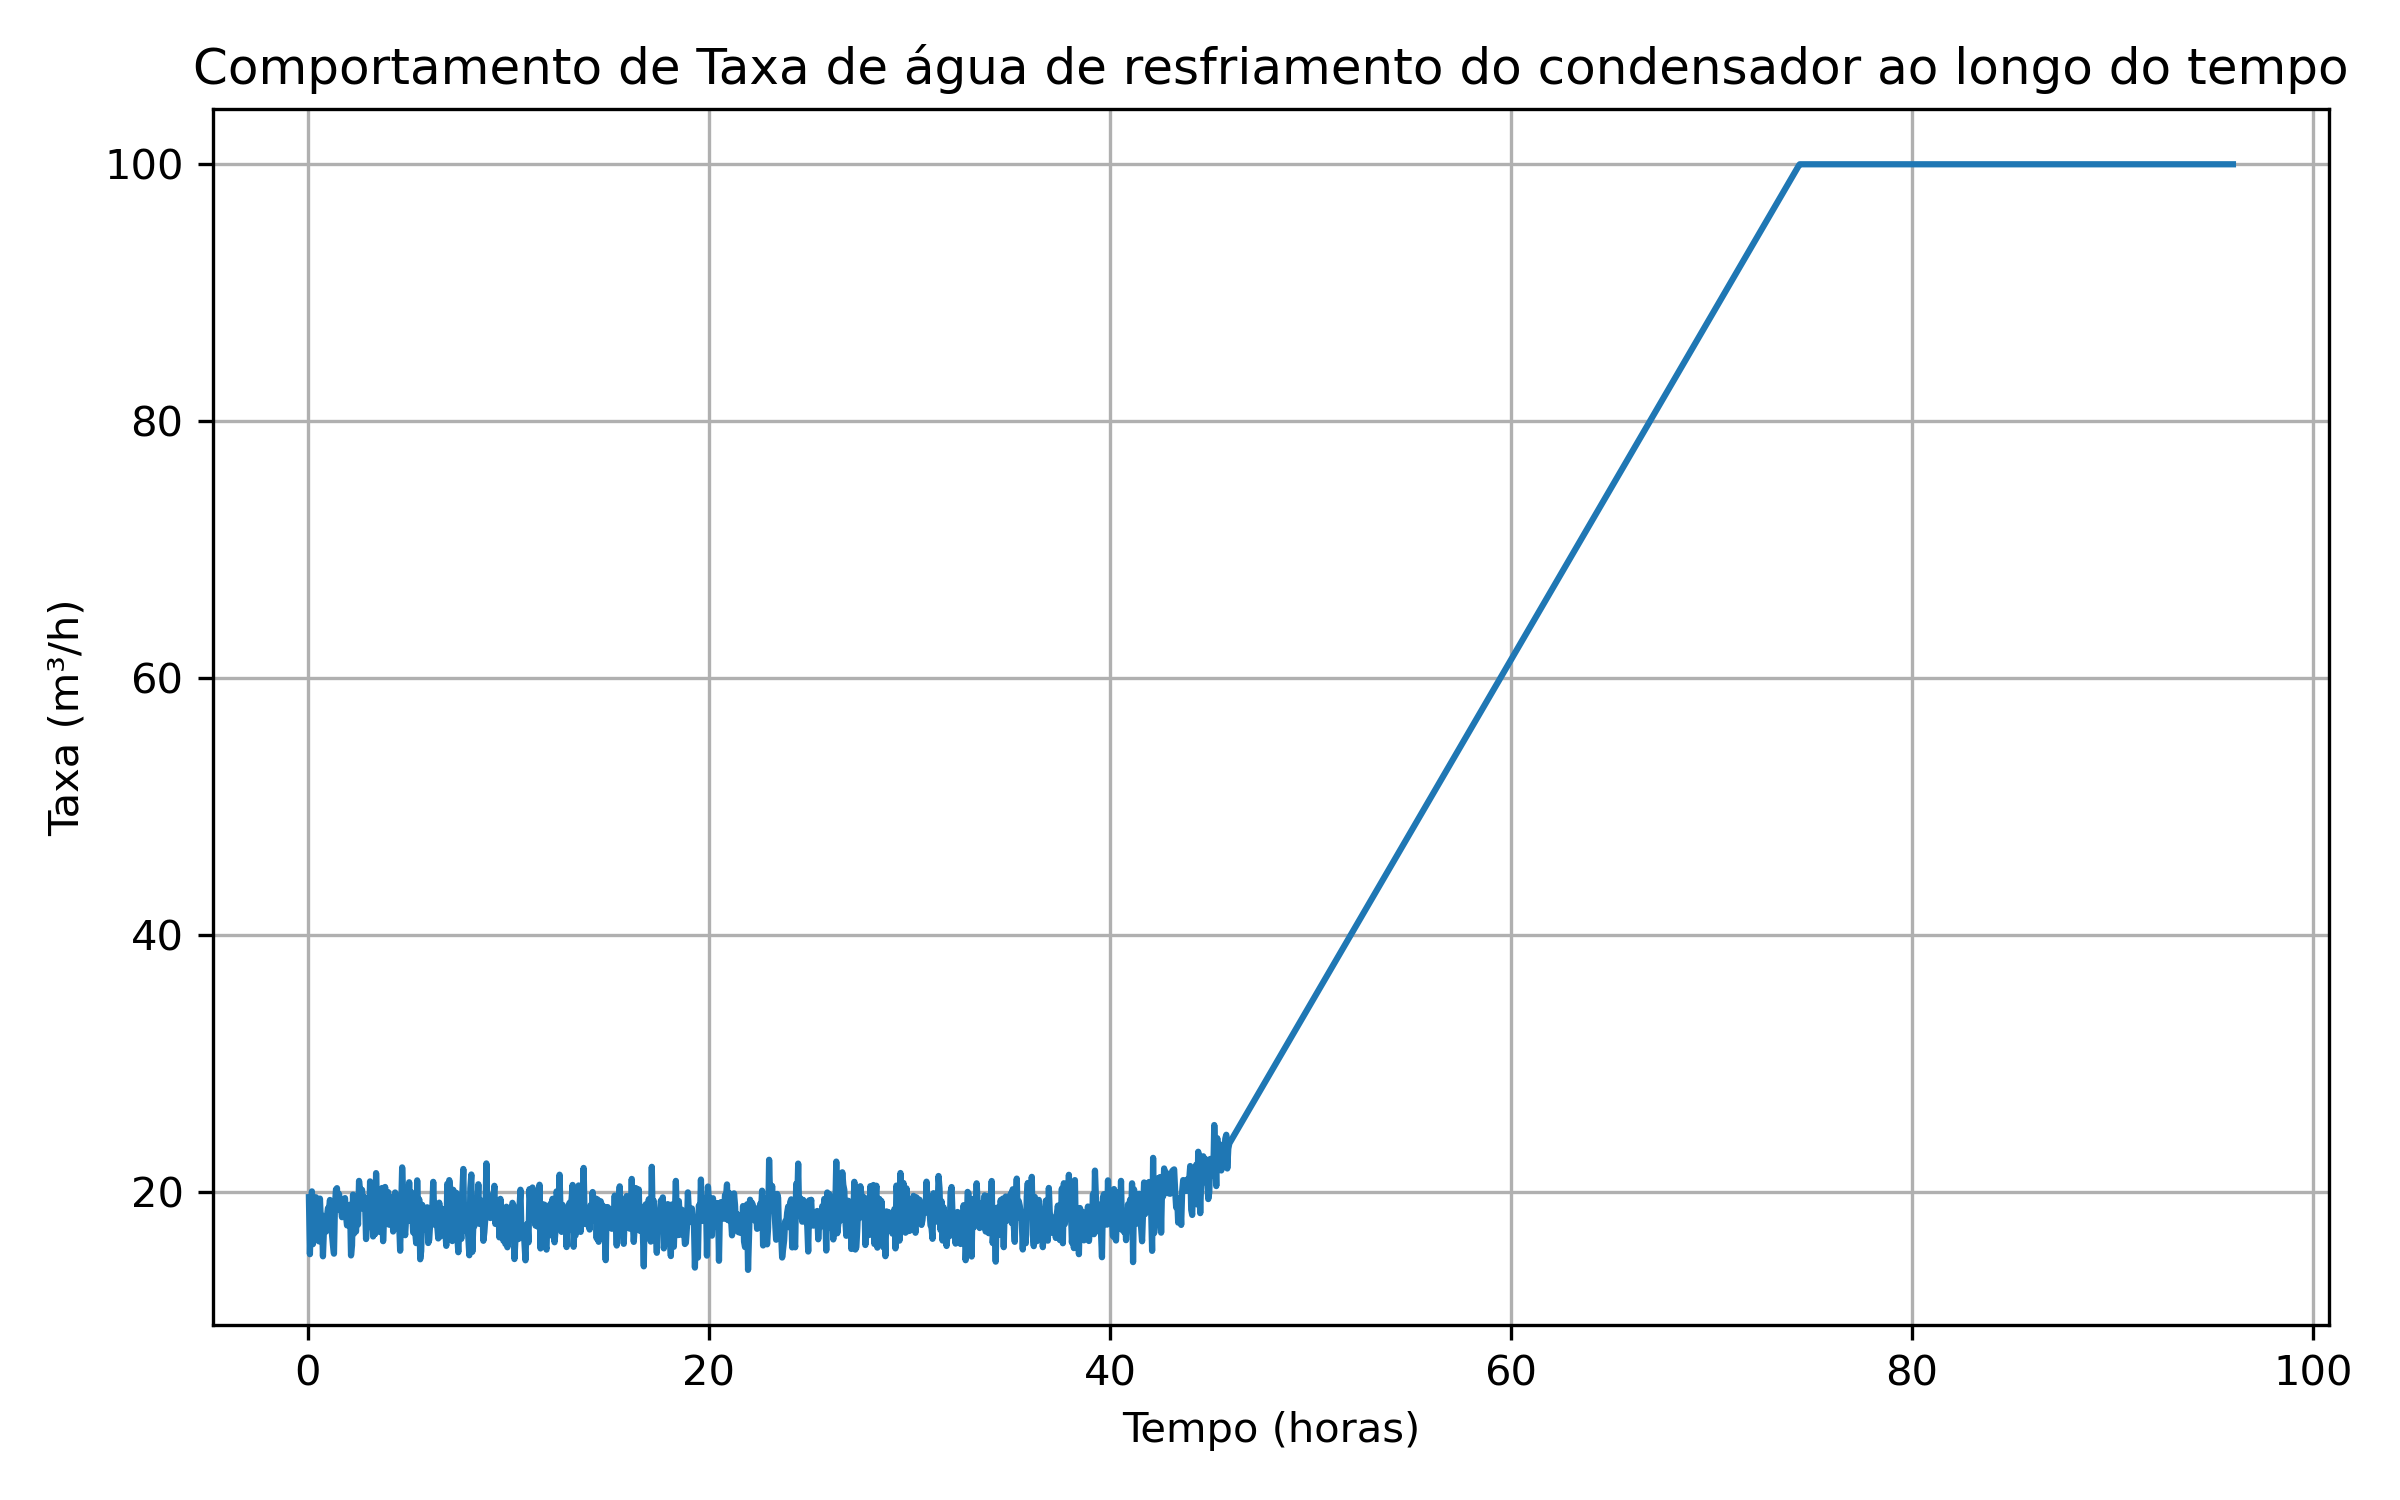 Comportamento de Taxa de água de resfriamento do condensador ao longo do tempo
100
80
60
40
20
Taxa (m³/h)
0 20 40 60 80 100
Tempo (horas)